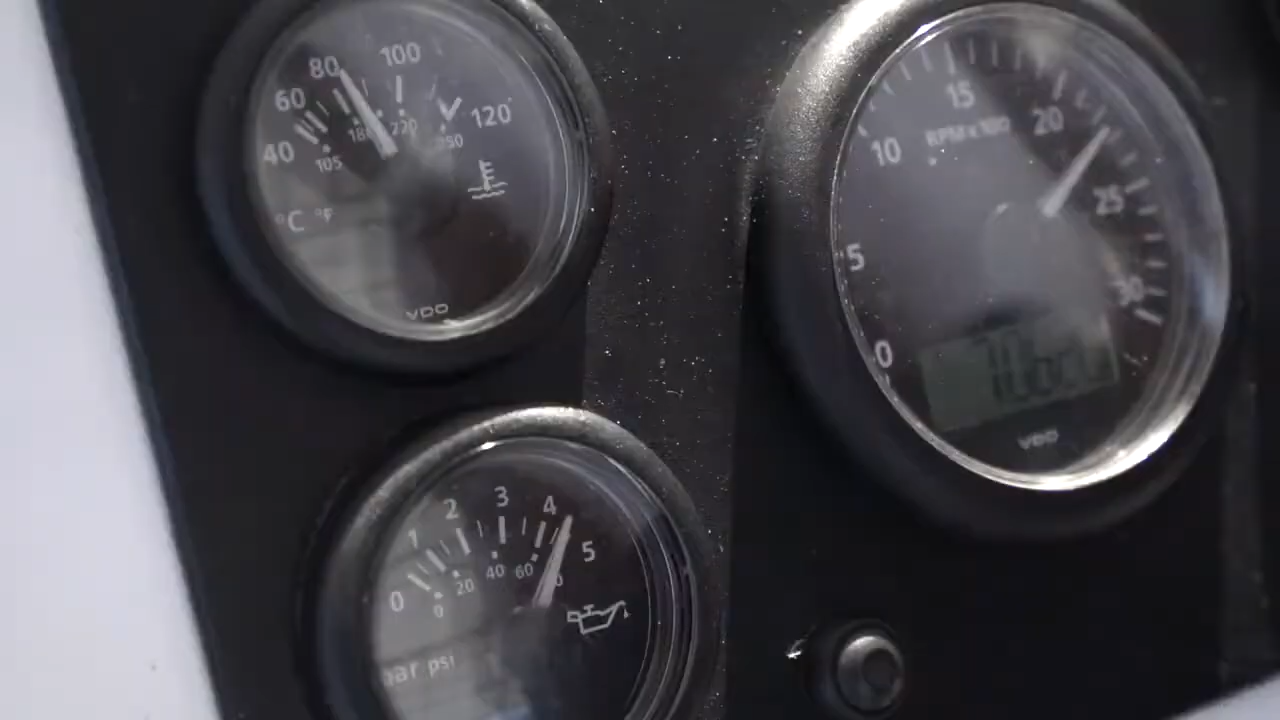 40 60 80 100 120
105 180 220 250
°C °F
VDO
0 5 10 15 20 25 30
RPM x 100
VDO
0 1 2 3 4 5
0 20 40 60
bar psi